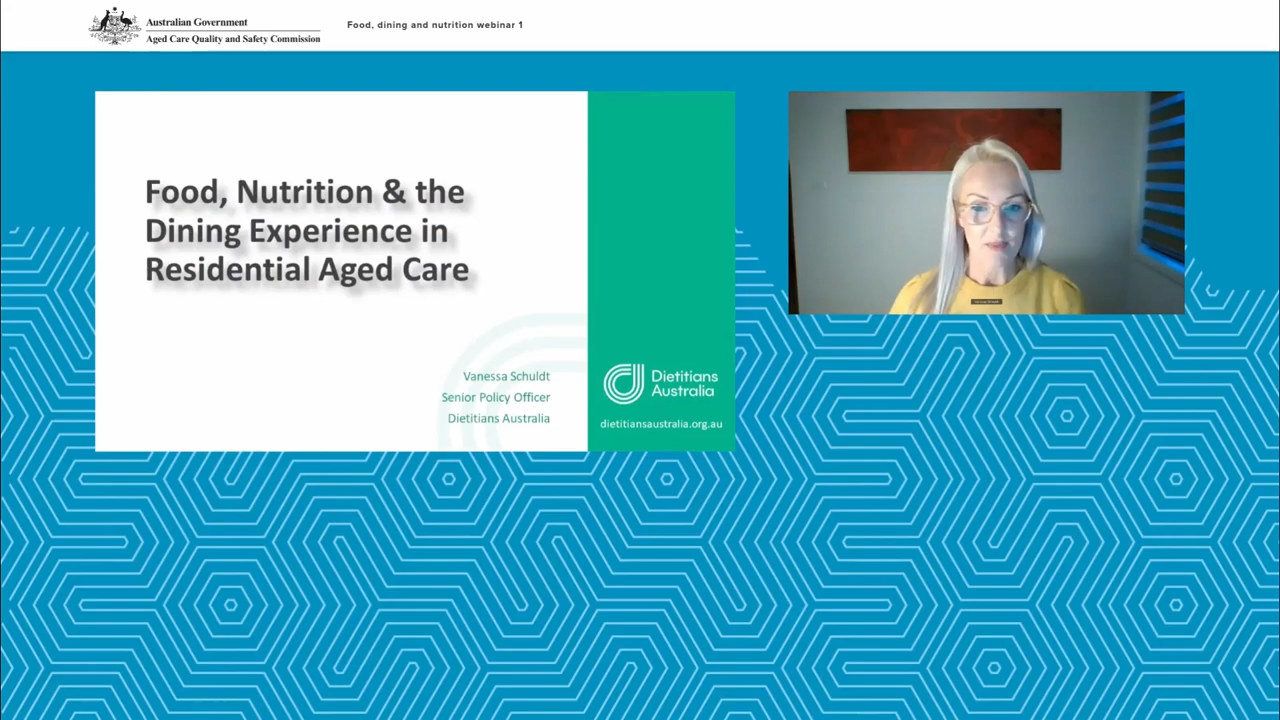 Australian Government
Aged Care Quality and Safety Commission
Food, dining and nutrition webinar 1
Food, Nutrition & the
Dining Experience in
Residential Aged Care
Vanessa Schuldt
Senior Policy Officer
Dietitians Australia
Dietitians
Australia
dietitiansaustralia.org.au